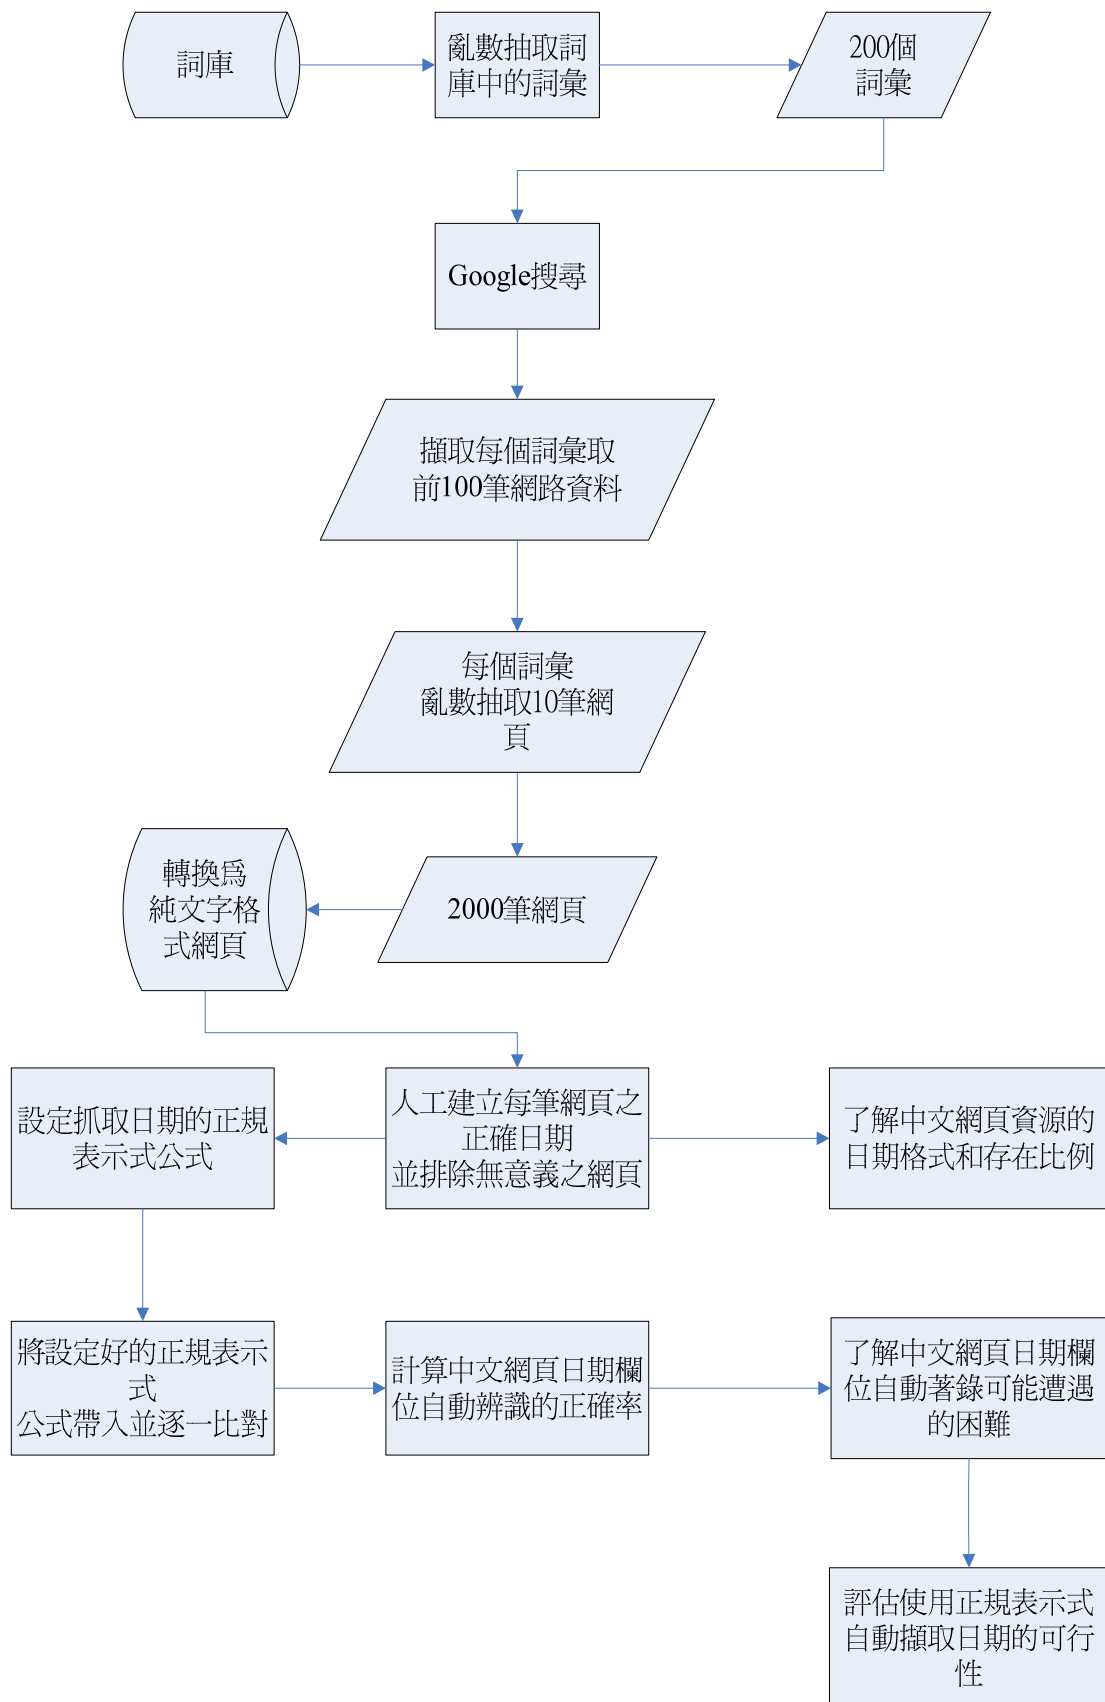 詞庫
亂數抽取詞
庫中的詞彙
200個
詞彙
Google搜尋
擷取每個詞彙取
前100筆網路資料
每個詞彙
亂數抽取10筆網
頁
2000筆網頁
轉換為
純文字格
式網頁
人工建立每筆網頁之
正確日期
並排除無意義之網頁
設定抓取日期的正規
表示式公式
了解中文網頁資源的
日期格式和存在比例
將設定好的正規表示
式
公式帶入並逐一比對
計算中文網頁日期欄
位自動辨識的正確率
了解中文網頁日期欄
位自動著錄可能遭遇
的困難
評估使用正規表示式
自動擷取日期的可行
性